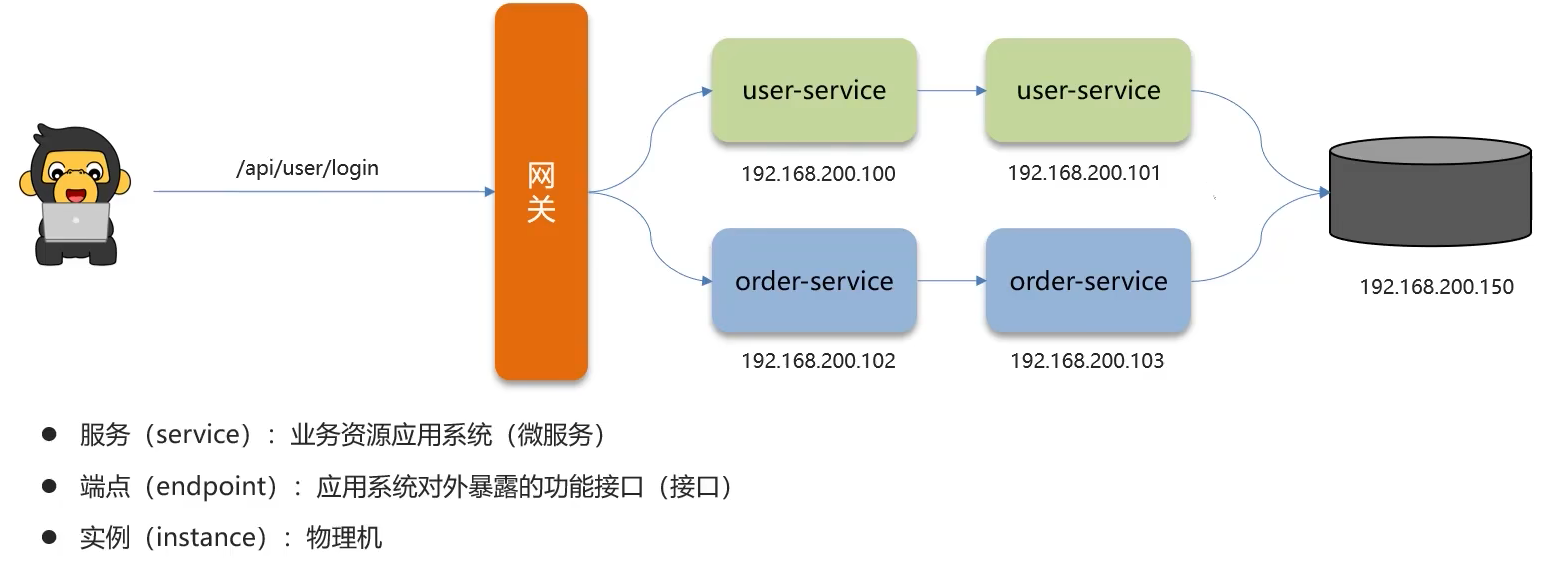 /api/user/login
网关
user-service
192.168.200.100
user-service
192.168.200.101
order-service
192.168.200.102
order-service
192.168.200.103
192.168.200.150
服务（service）：业务资源应用系统（微服务）
端点（endpoint）：应用系统对外暴露的功能接口（接口）
实例（instance）：物理机